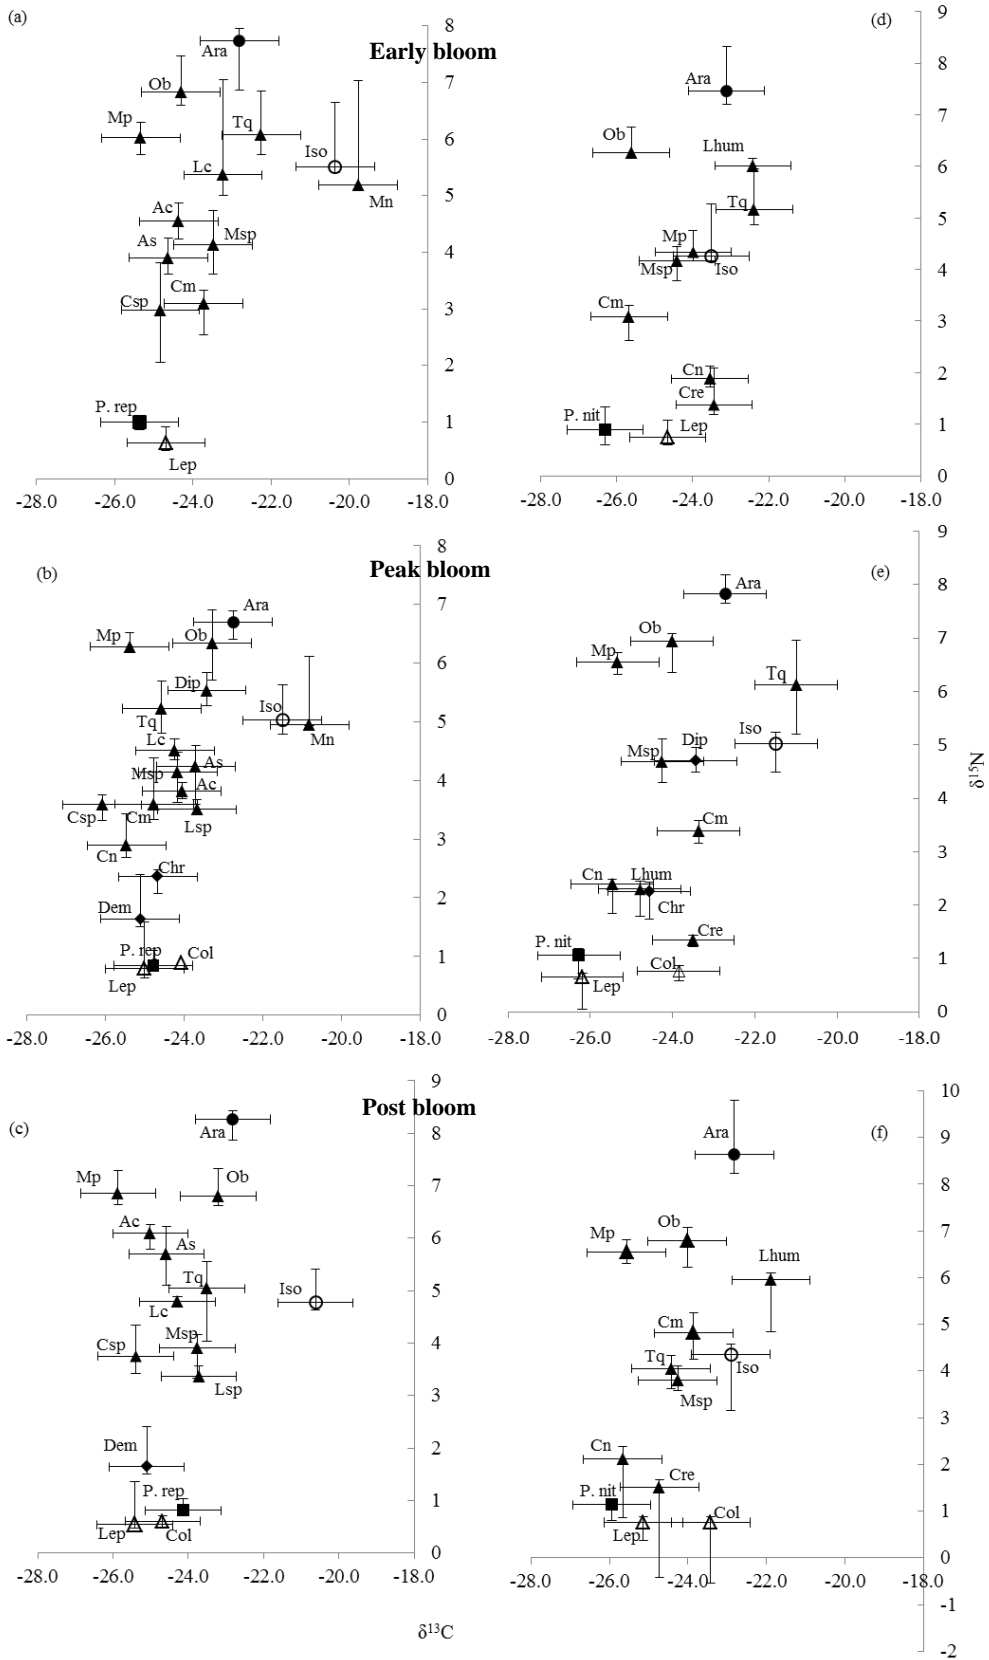 (a)
Early bloom
8
7
6
5
4
3
2
1
0
Ara
Ob
Mp
Tq
Iso
Lc
Mn
Ac
Msp
As
Cm
Csp
P. rep
Lep
-28.0 -26.0 -24.0 -22.0 -20.0 -18.0
(d)
9
8
7
6
5
4
3
2
1
0
Ara
Ob
Lhum
Tq
Mp
Msp
Iso
Cm
Cn
Cre
P. nit
Lep
-28.0 -26.0 -24.0 -22.0 -20.0 -18.0
(b)
Peak bloom
8
7
6
5
4
3
2
1
0
Ara
Mp
Ob
Dip
Iso
Tq
Mn
Lc
As
Msp
Ac
Csp
Cm
Lsp
Cn
Chr
Dem
P. rep
Col
Lep
-28.0 -26.0 -24.0 -22.0 -20.0 -18.0
(e)
9
8
7
6
5
4
3
2
1
0
δ15N
Ara
Ob
Mp
Tq
Iso
Msp
Dip
Cm
Cn
Lhum
Chr
Cre
P. nit
Col
Lep
-28.0 -26.0 -24.0 -22.0 -20.0 -18.0
(c)
Post bloom
9
8
7
6
5
4
3
2
1
0
Ara
Mp
Ob
Ac
As
Tq
Iso
Lc
Msp
Csp
Lsp
Dem
P. rep
Lep
Col
-28.0 -26.0 -24.0 -22.0 -20.0 -18.0
(f)
10
9
8
7
6
5
4
3
2
1
0
-1
-2
Ara
Ob
Mp
Lhum
Cm
Tq
Iso
Msp
Cn
Cre
P. nit
Lep
Col
-28.0 -26.0 -24.0 -22.0 -20.0 -18.0
δ13C